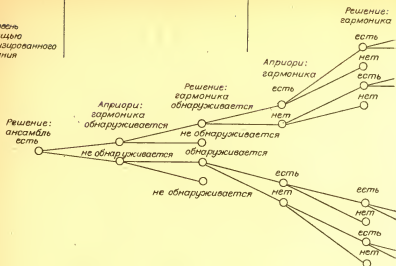 Решение:
гармоника
есть
нет
есть
нет
Априори:
гармоника
есть
нет
Решение:
гармоника
обнаруживается
не обнаруживается
обнаруживается
не обнаруживается
Априори:
гармоника
обнаруживается
не обнаруживается
Решение:
ансамбль
есть
есть
нет
есть
нет
есть
нет